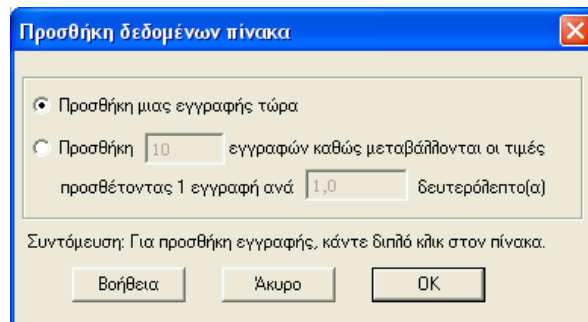 Προσθήκη δεδομένων πίνακα
Προσθήκη μιας εγγραφής τώρα
Προσθήκη 10 εγγραφών καθώς μεταβάλλονται οι τιμές
προσθέτοντας 1 εγγραφή ανά 1,0 δευτερόλεπτο(α)
Συντόμευση: Για προσθήκη εγγραφής, κάντε διπλό κλικ στον πίνακα.
Βοήθεια Άκυρο OK